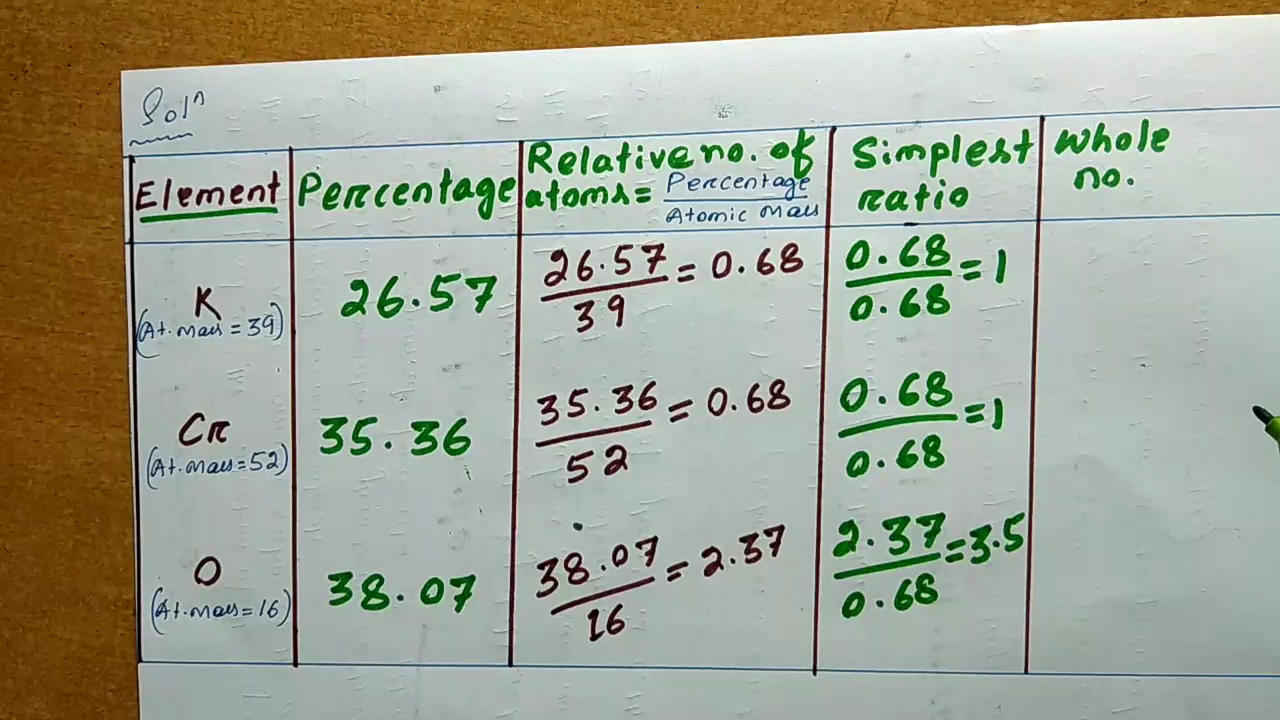 Solⁿ
Element Percentage Relative no. of atoms = Percentage / Atomic Mass Simplest ratio Whole no.
K 26.57 26.57 / 39 = 0.68 0.68 / 0.68 = 1
(At. mass = 39)
Cr 35.36 35.36 / 52 = 0.68 0.68 / 0.68 = 1
(At. mass = 52)
O 38.07 38.07 / 16 = 2.37 2.37 / 0.68 = 3.5
(At. mass = 16)